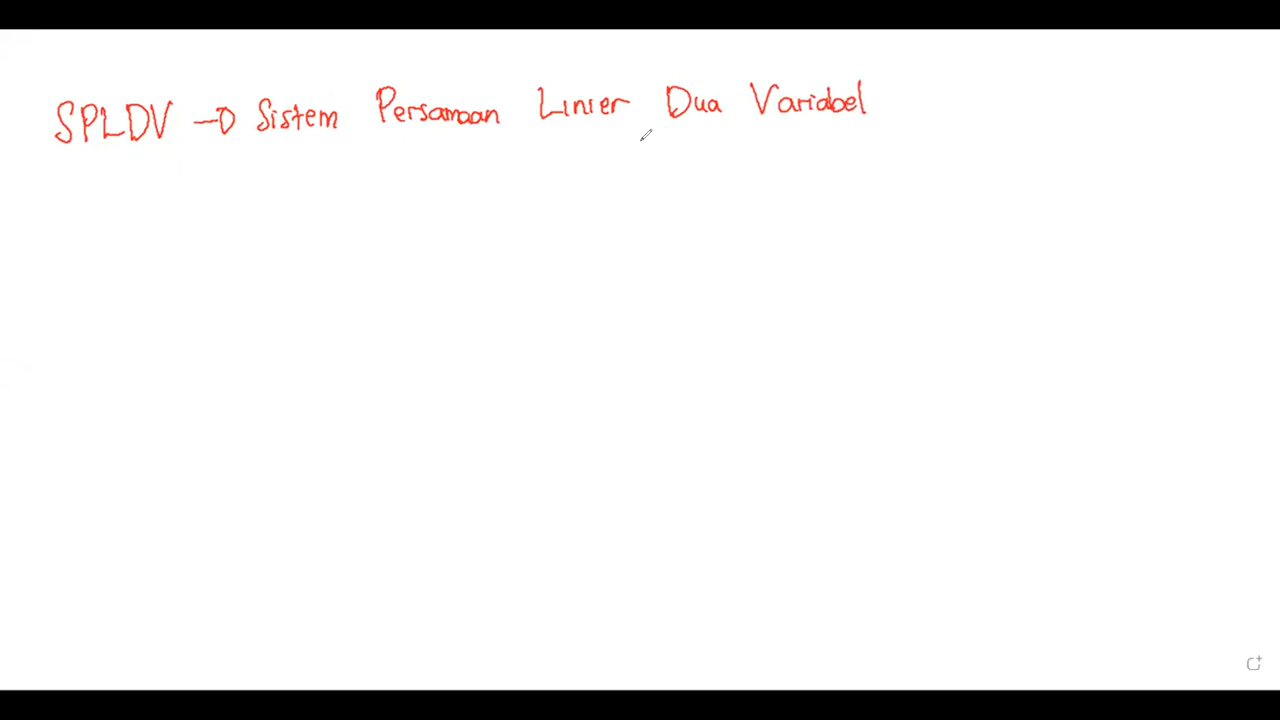 SPLDV → Sistem Persamaan Linier Dua Variabel